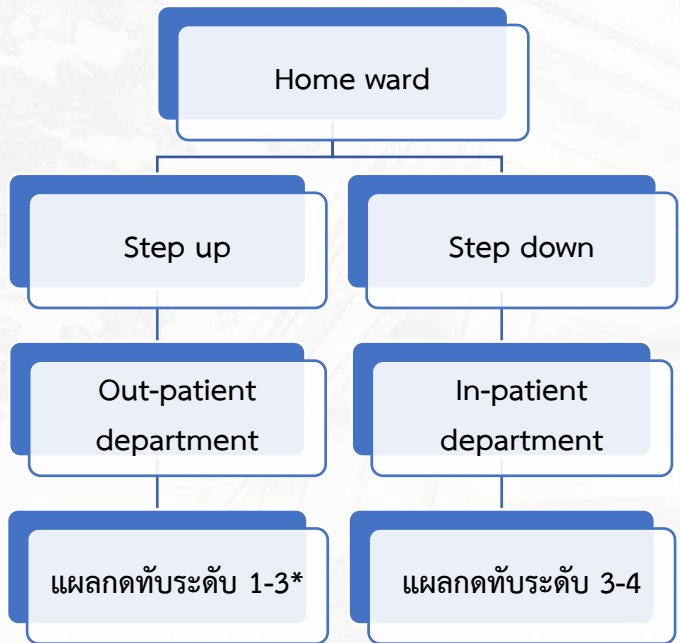 Home ward
Step up
Step down
Out-patient
department
In-patient
department
แผลกดทับระดับ 1-3*
แผลกดทับระดับ 3-4